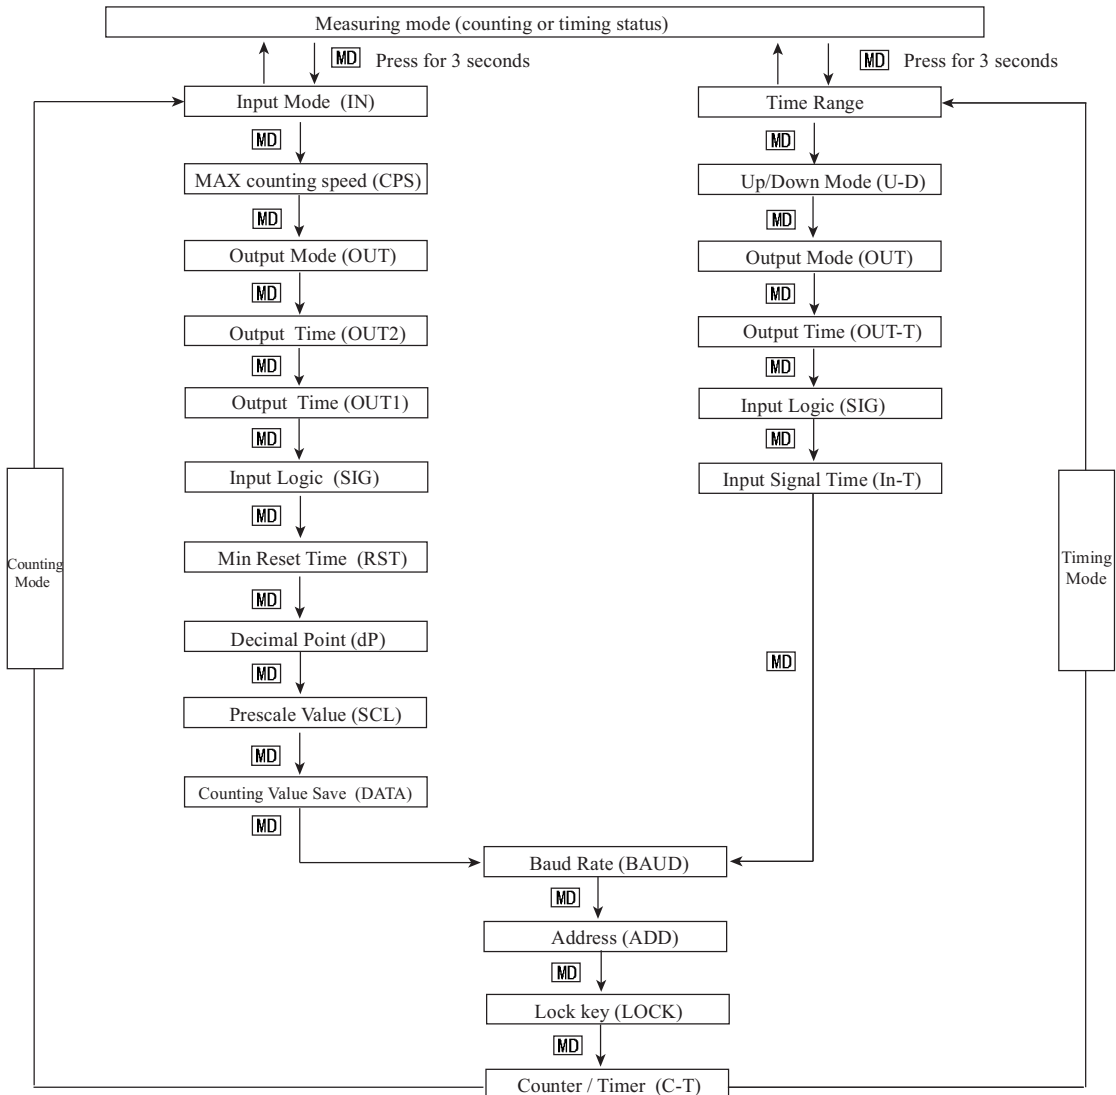 Measuring mode (counting or timing status)
MD Press for 3 seconds
MD Press for 3 seconds
Input Mode (IN)
MD
MAX counting speed (CPS)
MD
Output Mode (OUT)
MD
Output Time (OUT2)
MD
Output Time (OUT1)
MD
Input Logic (SIG)
MD
Min Reset Time (RST)
MD
Decimal Point (dP)
MD
Prescale Value (SCL)
MD
Counting Value Save (DATA)
MD
Time Range
MD
Up/Down Mode (U-D)
MD
Output Mode (OUT)
MD
Output Time (OUT-T)
MD
Input Logic (SIG)
MD
Input Signal Time (In-T)
MD
Counting
Mode
Timing
Mode
Baud Rate (BAUD)
MD
Address (ADD)
MD
Lock key (LOCK)
MD
Counter / Timer (C-T)